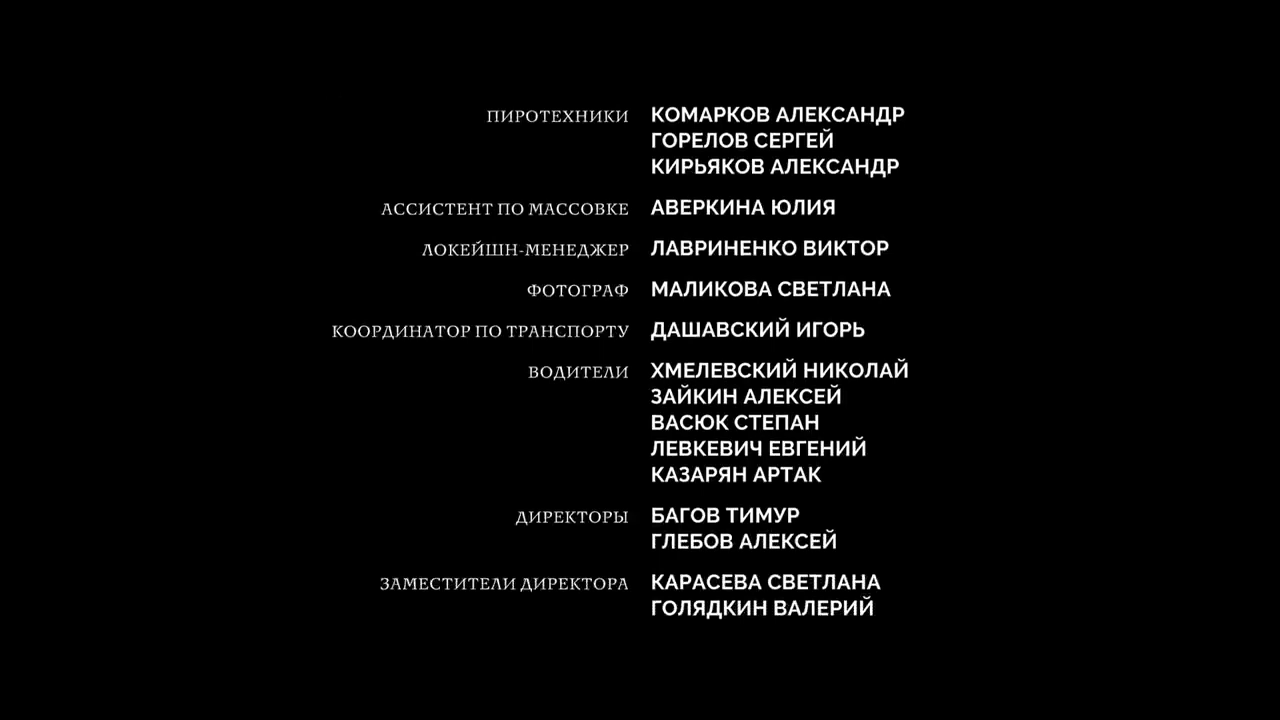 ПИРОТЕХНИКИ КОМАРКОВ АЛЕКСАНДР
ГОРЕЛОВ СЕРГЕЙ
КИРЬЯКОВ АЛЕКСАНДР
АССИСТЕНТ ПО МАССОВКЕ АВЕРКИНА ЮЛИЯ
ЛОКЕЙШН-МЕНЕДЖЕР ЛАВРИНЕНКО ВИКТОР
ФОТОГРАФ МАЛИКОВА СВЕТЛАНА
КООРДИНАТОР ПО ТРАНСПОРТУ ДАШАВСКИЙ ИГОРЬ
ВОДИТЕЛИ ХМЕЛЕВСКИЙ НИКОЛАЙ
ЗАЙКИН АЛЕКСЕЙ
ВАСЮК СТЕПАН
ЛЕВКЕВИЧ ЕВГЕНИЙ
КАЗАРЯН АРТАК
ДИРЕКТОРЫ БАГОВ ТИМУР
ГЛЕБОВ АЛЕКСЕЙ
ЗАМЕСТИТЕЛИ ДИРЕКТОРА КАРАСЕВА СВЕТЛАНА
ГОЛЯДКИН ВАЛЕРИЙ